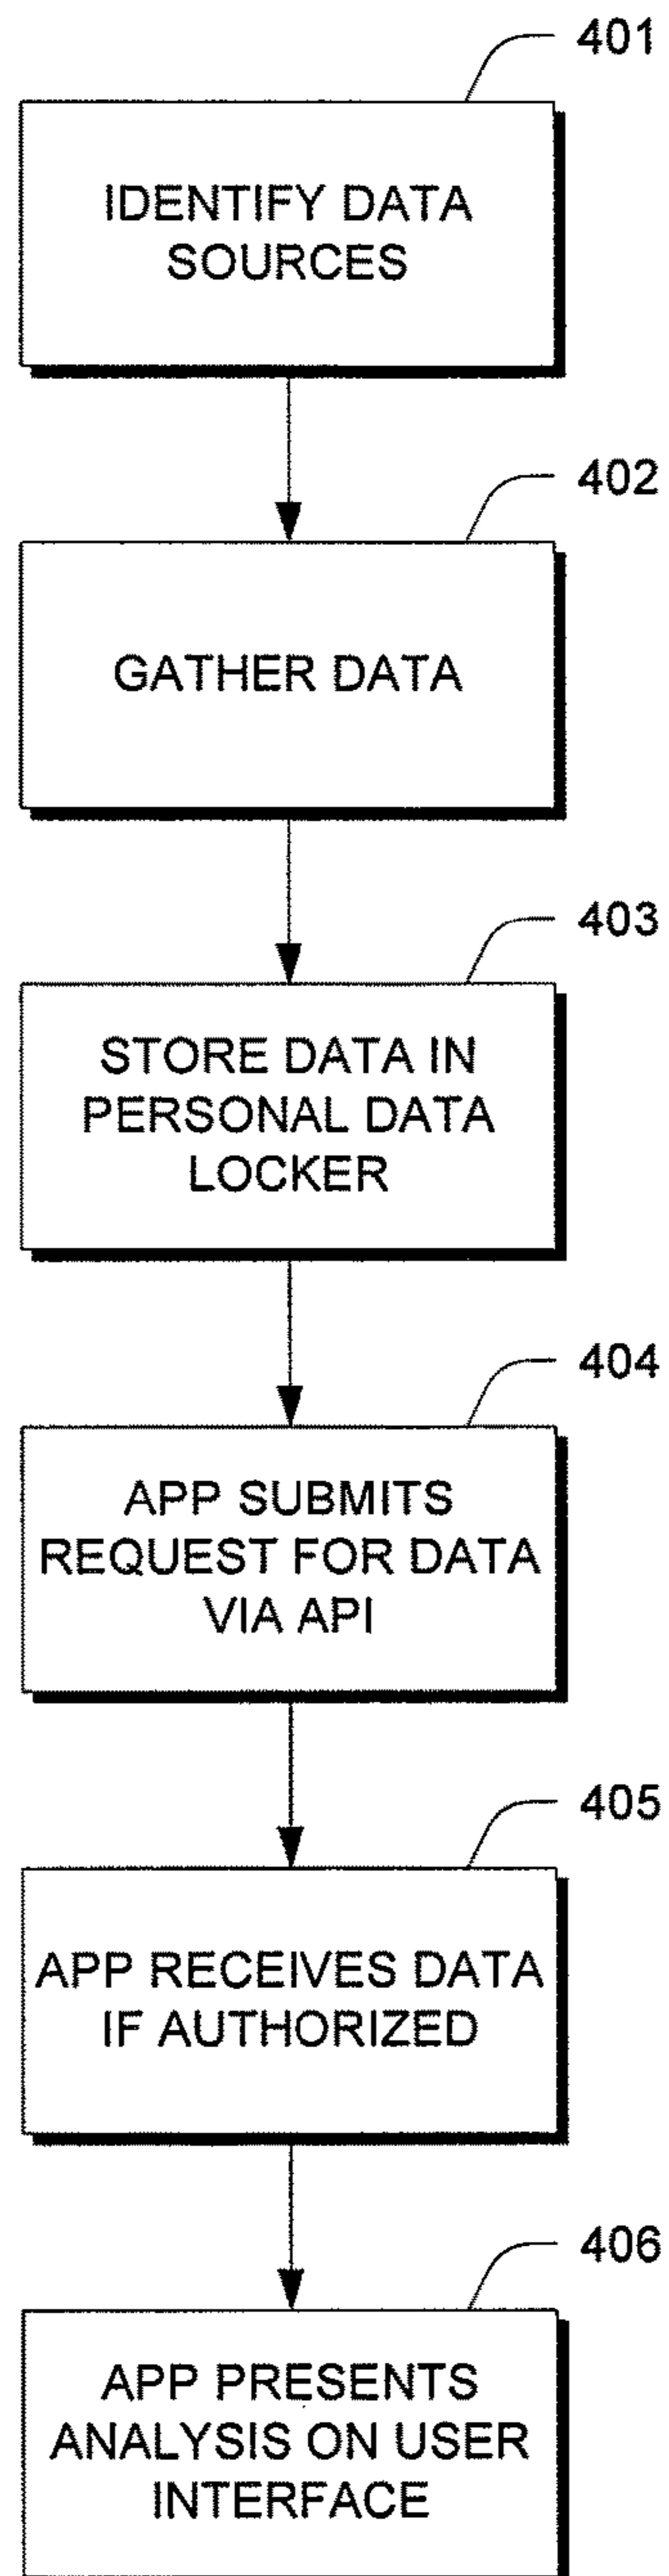 401
IDENTIFY DATA
SOURCES
402
GATHER DATA
403
STORE DATA IN
PERSONAL DATA
LOCKER
404
APP SUBMITS
REQUEST FOR DATA
VIA API
405
APP RECEIVES DATA
IF AUTHORIZED
406
APP PRESENTS
ANALYSIS ON USER
INTERFACE